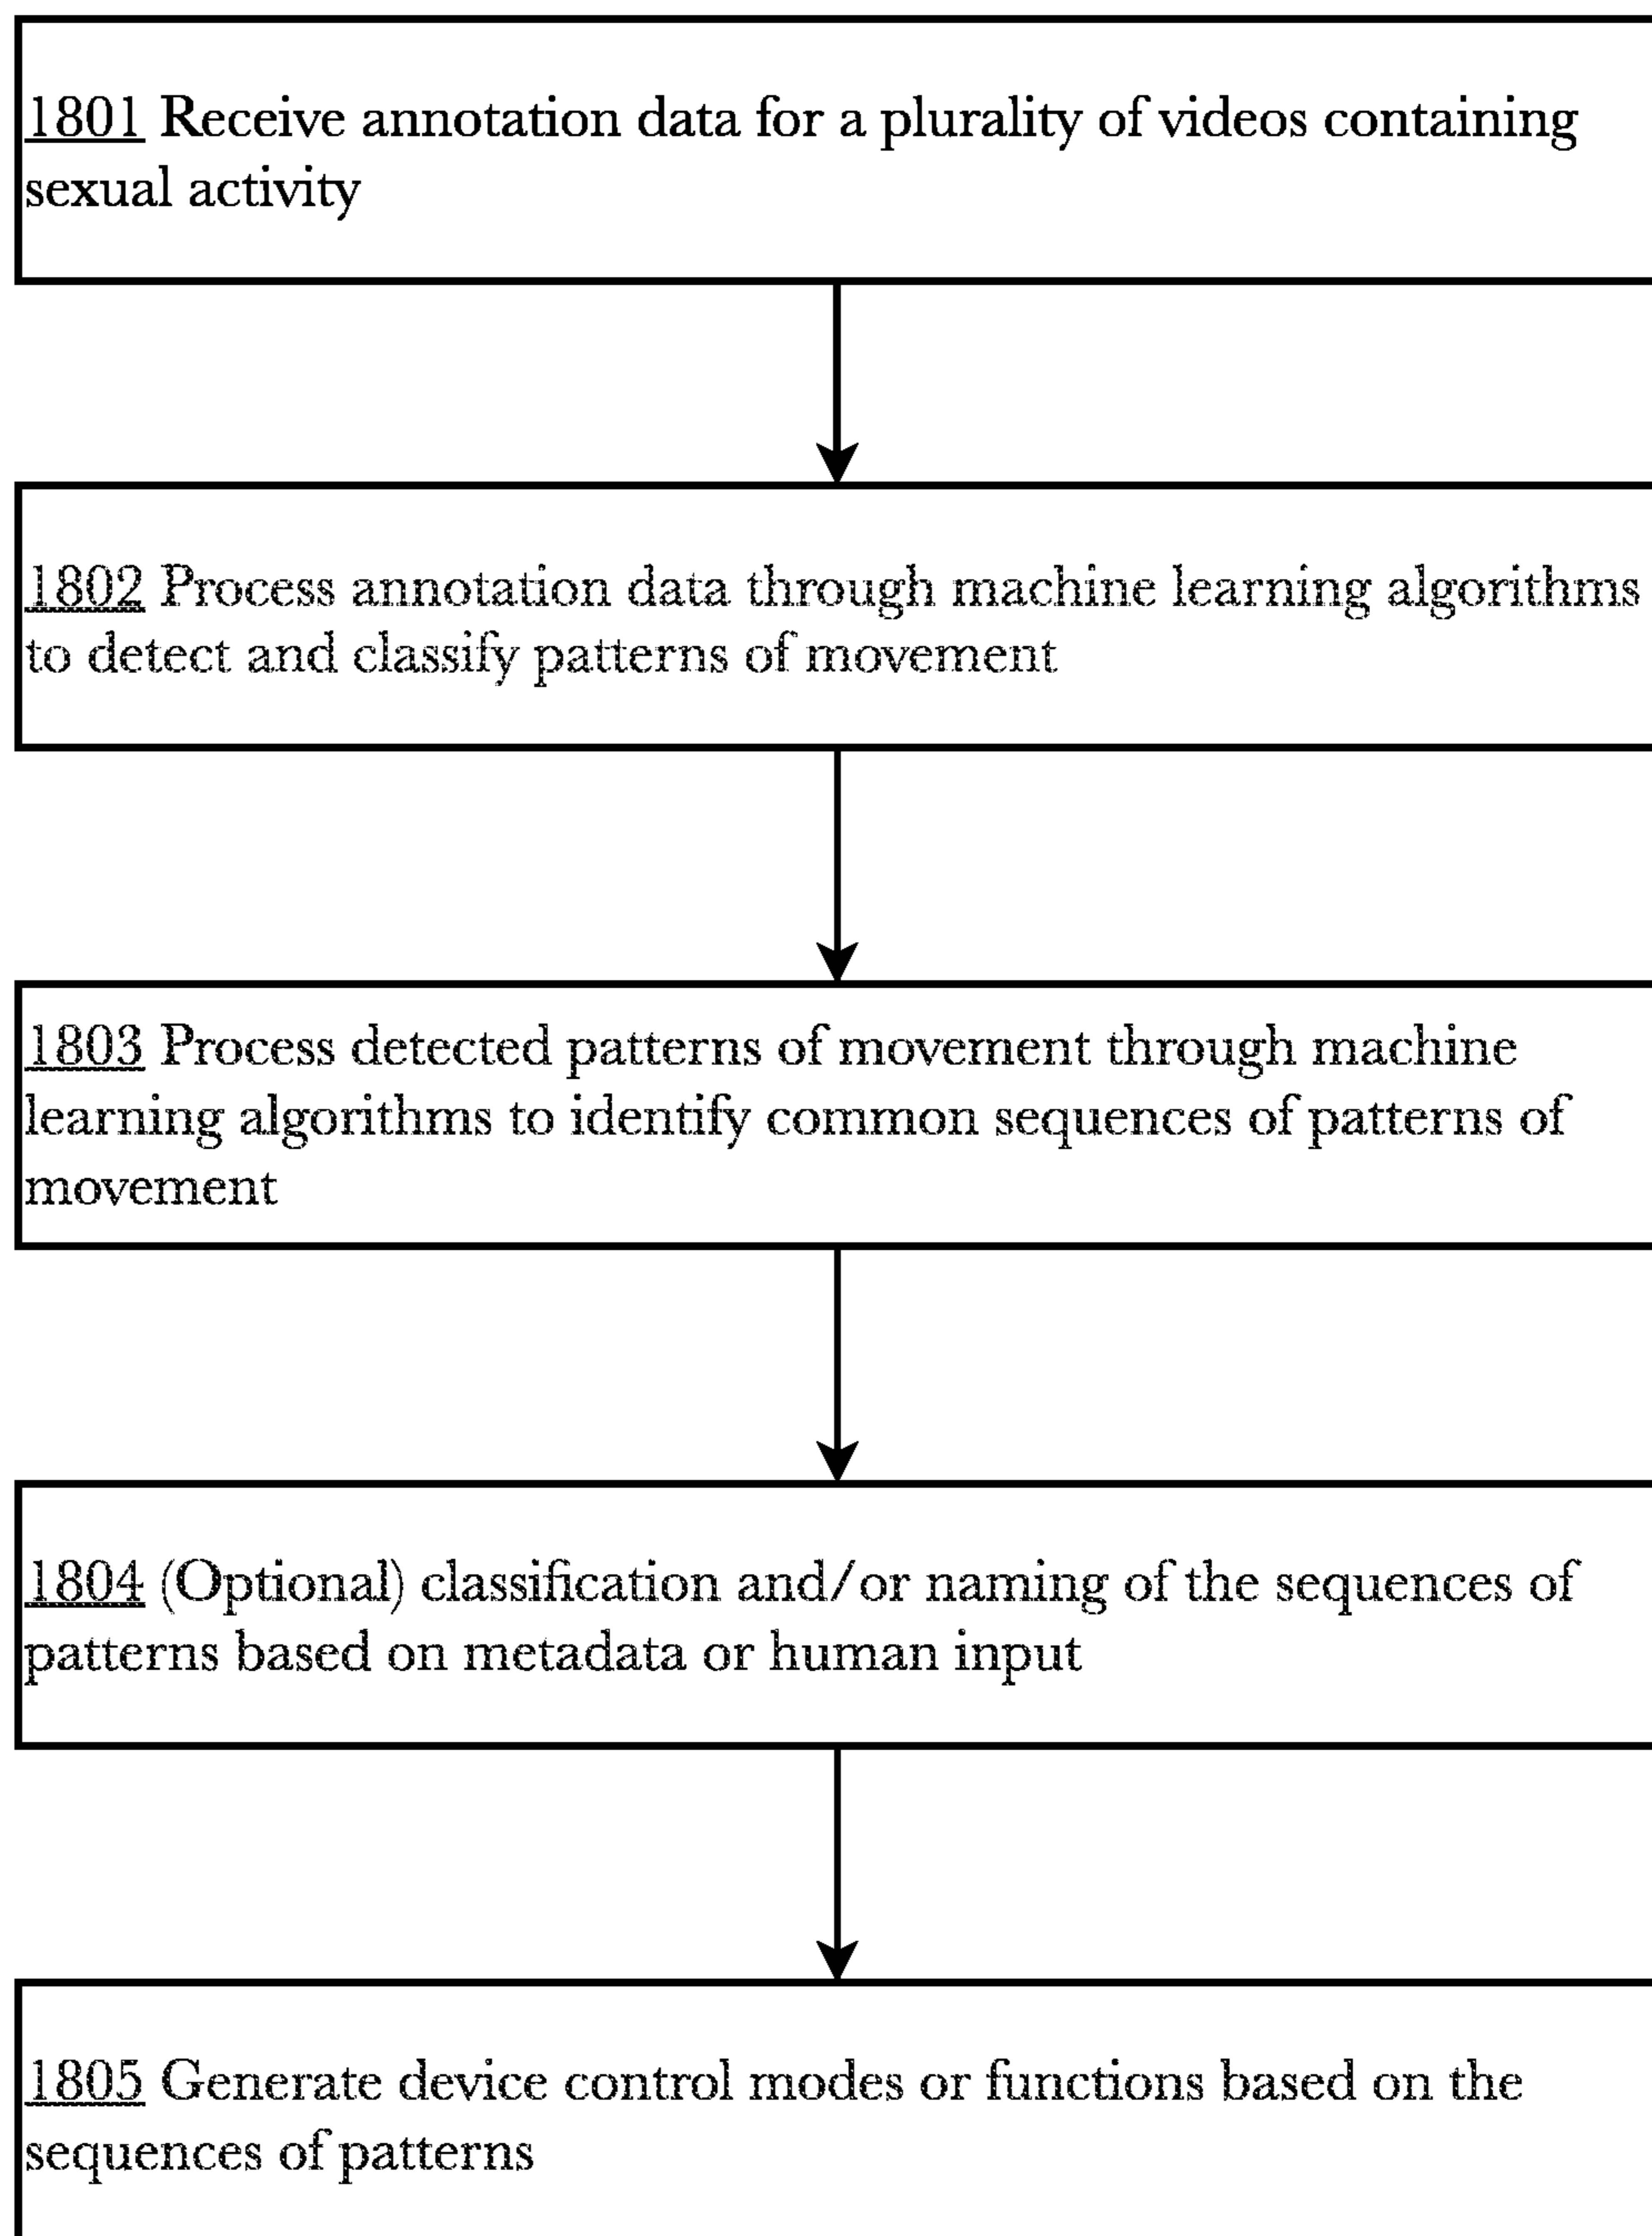 1801 Receive annotation data for a plurality of videos containing
sexual activity
1802 Process annotation data through machine learning algorithms
to detect and classify patterns of movement
1803 Process detected patterns of movement through machine
learning algorithms to identify common sequences of patterns of
movement
1804 (Optional) classification and/or naming of the sequences of
patterns based on metadata or human input
1805 Generate device control modes or functions based on the
sequences of patterns